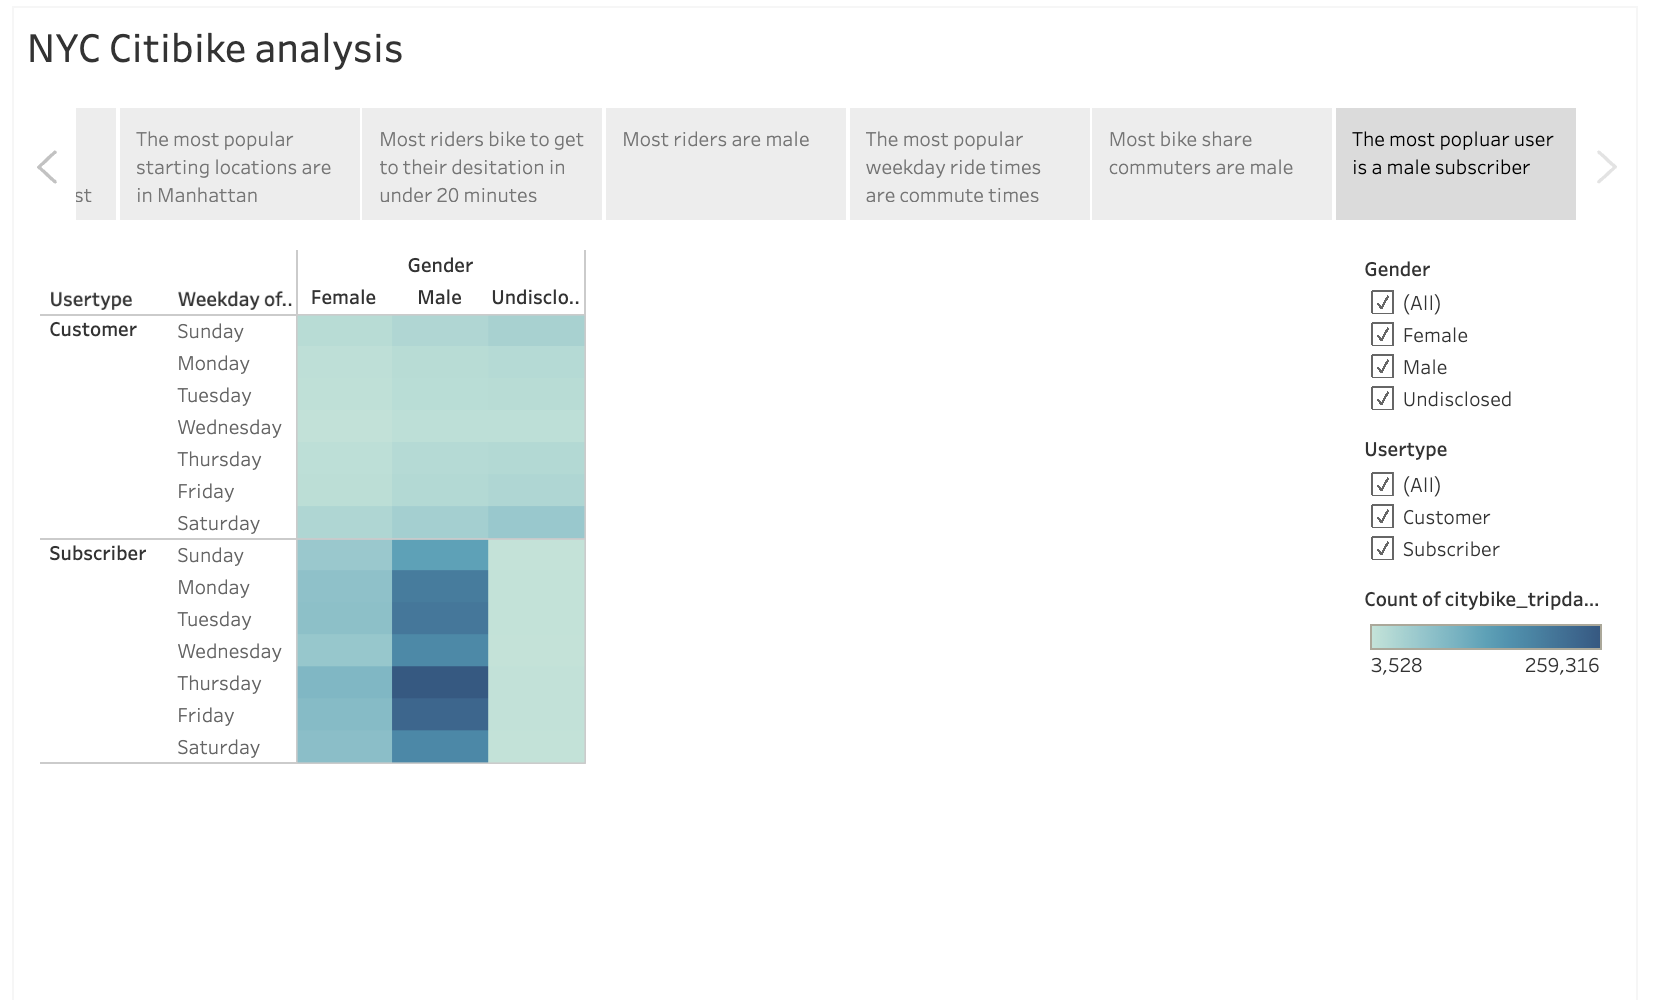 NYC Citibike analysis
st
The most popular
starting locations are
in Manhattan
Most riders bike to get
to their desitation in
under 20 minutes
Most riders are male
The most popular
weekday ride times
are commute times
Most bike share
commuters are male
The most popluar user
is a male subscriber
Gender
Usertype Weekday of.. Female Male Undisclo..
Customer Sunday
Monday
Tuesday
Wednesday
Thursday
Friday
Saturday
Subscriber Sunday
Monday
Tuesday
Wednesday
Thursday
Friday
Saturday
Gender
(All)
Female
Male
Undisclosed
Usertype
(All)
Customer
Subscriber
Count of citybike_tripda...
3,528 259,316